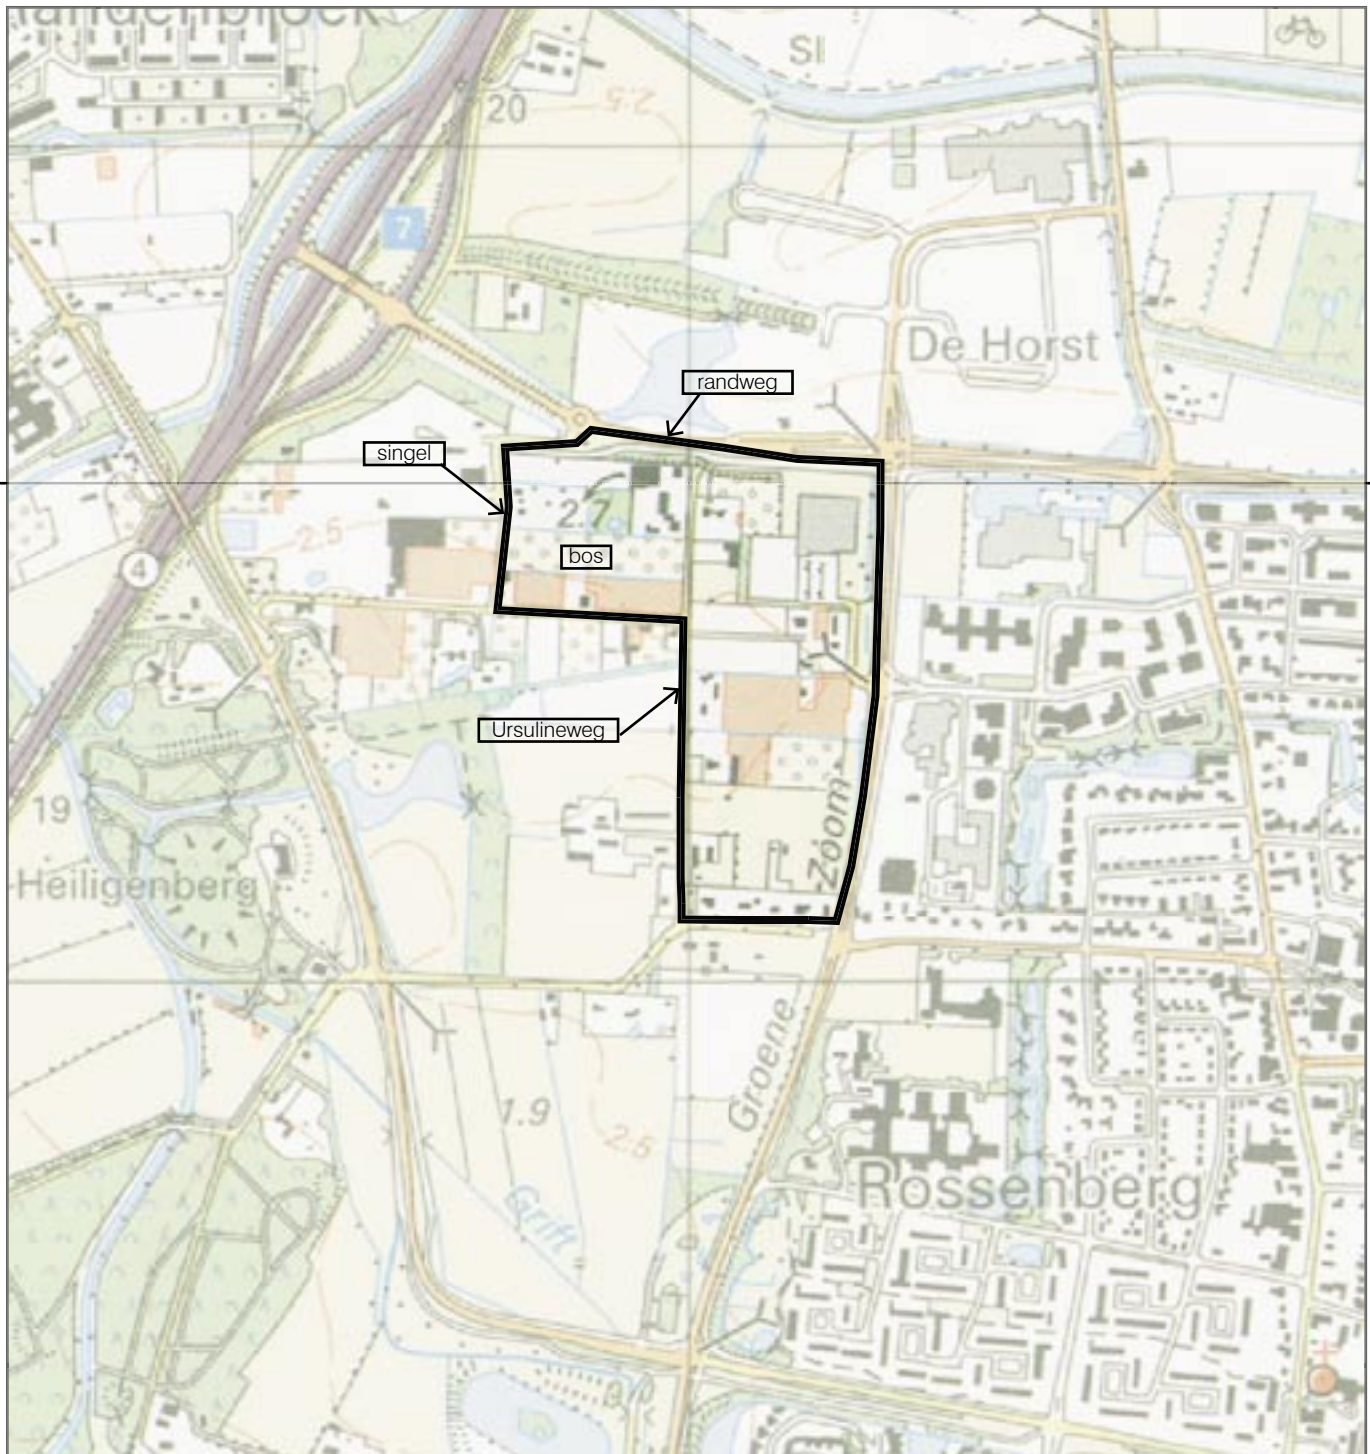 SI
20
2.5
7
De Horst
randweg
singel
2.7
2.5
bos
4
Ursulineweg
19
Zoom
Heiligenberg
Groene
1.9
2.5
Rossenberg
Grift